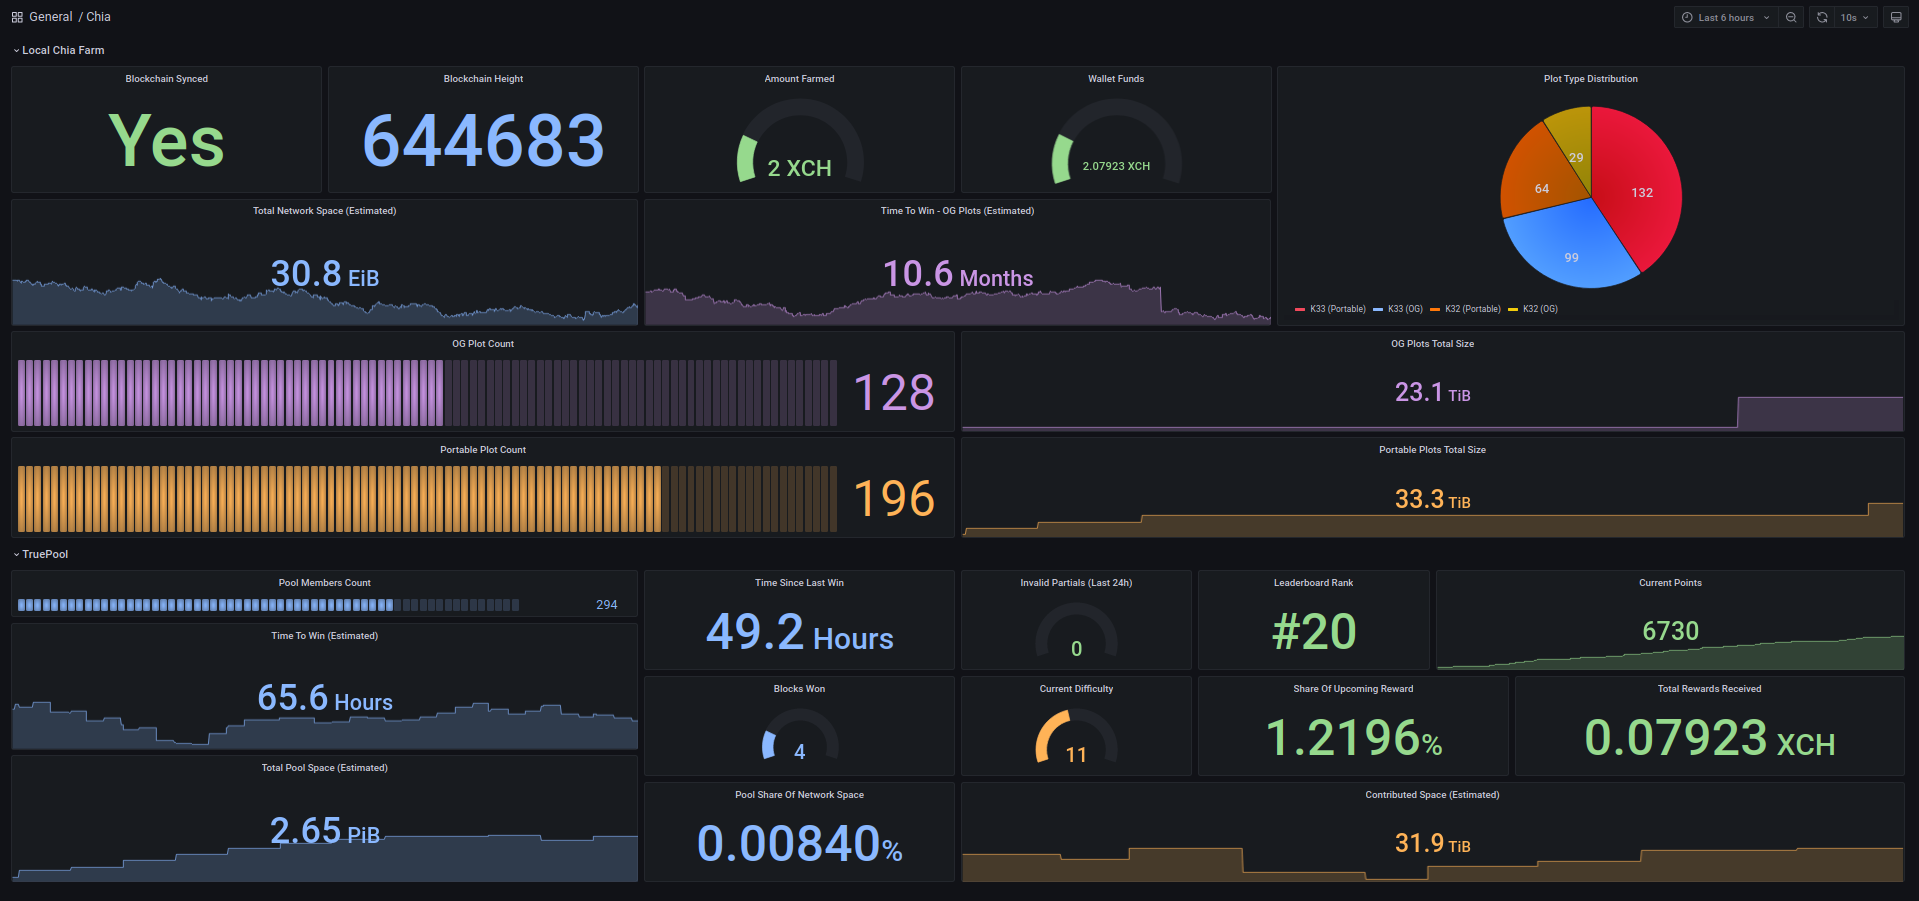 General / Chia
Last 6 hours
10s
Local Chia Farm
Blockchain Synced
Yes
Blockchain Height
644683
Amount Farmed
2 XCH
Wallet Funds
2.07923 XCH
Plot Type Distribution
29
132
64
99
K33 (Portable) K33 (OG) K32 (Portable) K32 (OG)
Total Network Space (Estimated)
30.8 EiB
Time To Win - OG Plots (Estimated)
10.6 Months
OG Plot Count
128
OG Plots Total Size
23.1 TiB
Portable Plot Count
196
Portable Plots Total Size
33.3 TiB
TruePool
Pool Members Count
294
Time To Win (Estimated)
65.6 Hours
Total Pool Space (Estimated)
2.65 PiB
Time Since Last Win
49.2 Hours
Invalid Partials (Last 24h)
0
Leaderboard Rank
#20
Current Points
6730
Blocks Won
4
Current Difficulty
11
Share Of Upcoming Reward
1.2196%
Total Rewards Received
0.07923 XCH
Pool Share Of Network Space
0.00840%
Contributed Space (Estimated)
31.9 TiB